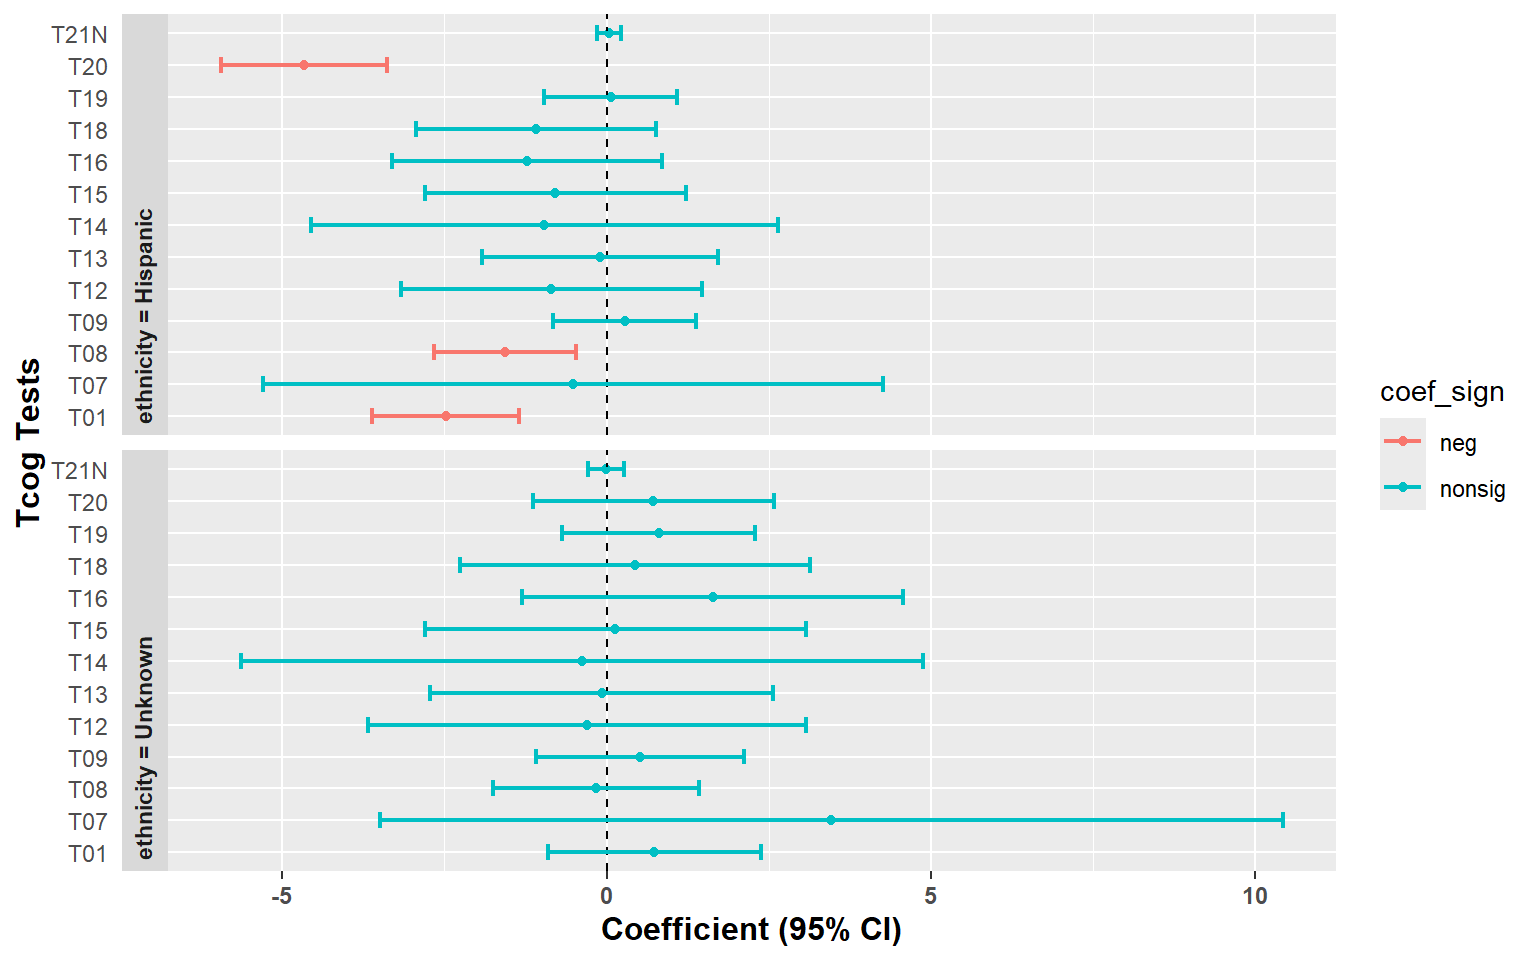 Tcog Tests
ethnicity = Hispanic
T21N
T20
T19
T18
T16
T15
T14
T13
T12
T09
T08
T07
T01
ethnicity = Unknown
T21N
T20
T19
T18
T16
T15
T14
T13
T12
T09
T08
T07
T01
-5 0 5 10
Coefficient (95% CI)
coef_sign
neg
nonsig